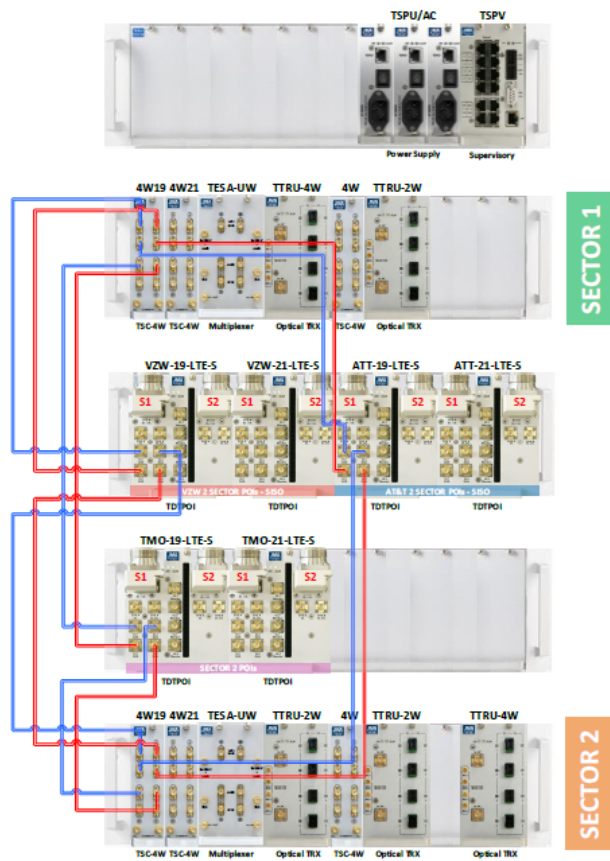 TSPU/AC TSPV
Power Supply Supervisory
4W19 4W21 TESA-UW TTRU-4W 4W TTRU-2W
TSC-4W TSC-4W Multiplexer Optical TRX TSC-4W Optical TRX
SECTOR 1
VZW-19-LTE-S VZW-21-LTE-S ATT-19-LTE-S ATT-21-LTE-S
S1 S2 S1 S2 S1 S2 S1 S2
VZW 2 SECTOR POIs - SISO AT&T 2 SECTOR POIs - SISO
TDTPOI TDTPOI TDTPOI TDTPOI
TMO-19-LTE-S TMO-21-LTE-S
S1 S2 S1 S2
SECTOR 2 POIs
TDTPOI TDTPOI
4W19 4W21 TESA-UW TTRU-2W 4W TTRU-2W TTRU-4W
TSC-4W TSC-4W Multiplexer Optical TRX TSC-4W Optical TRX Optical TRX
SECTOR 2